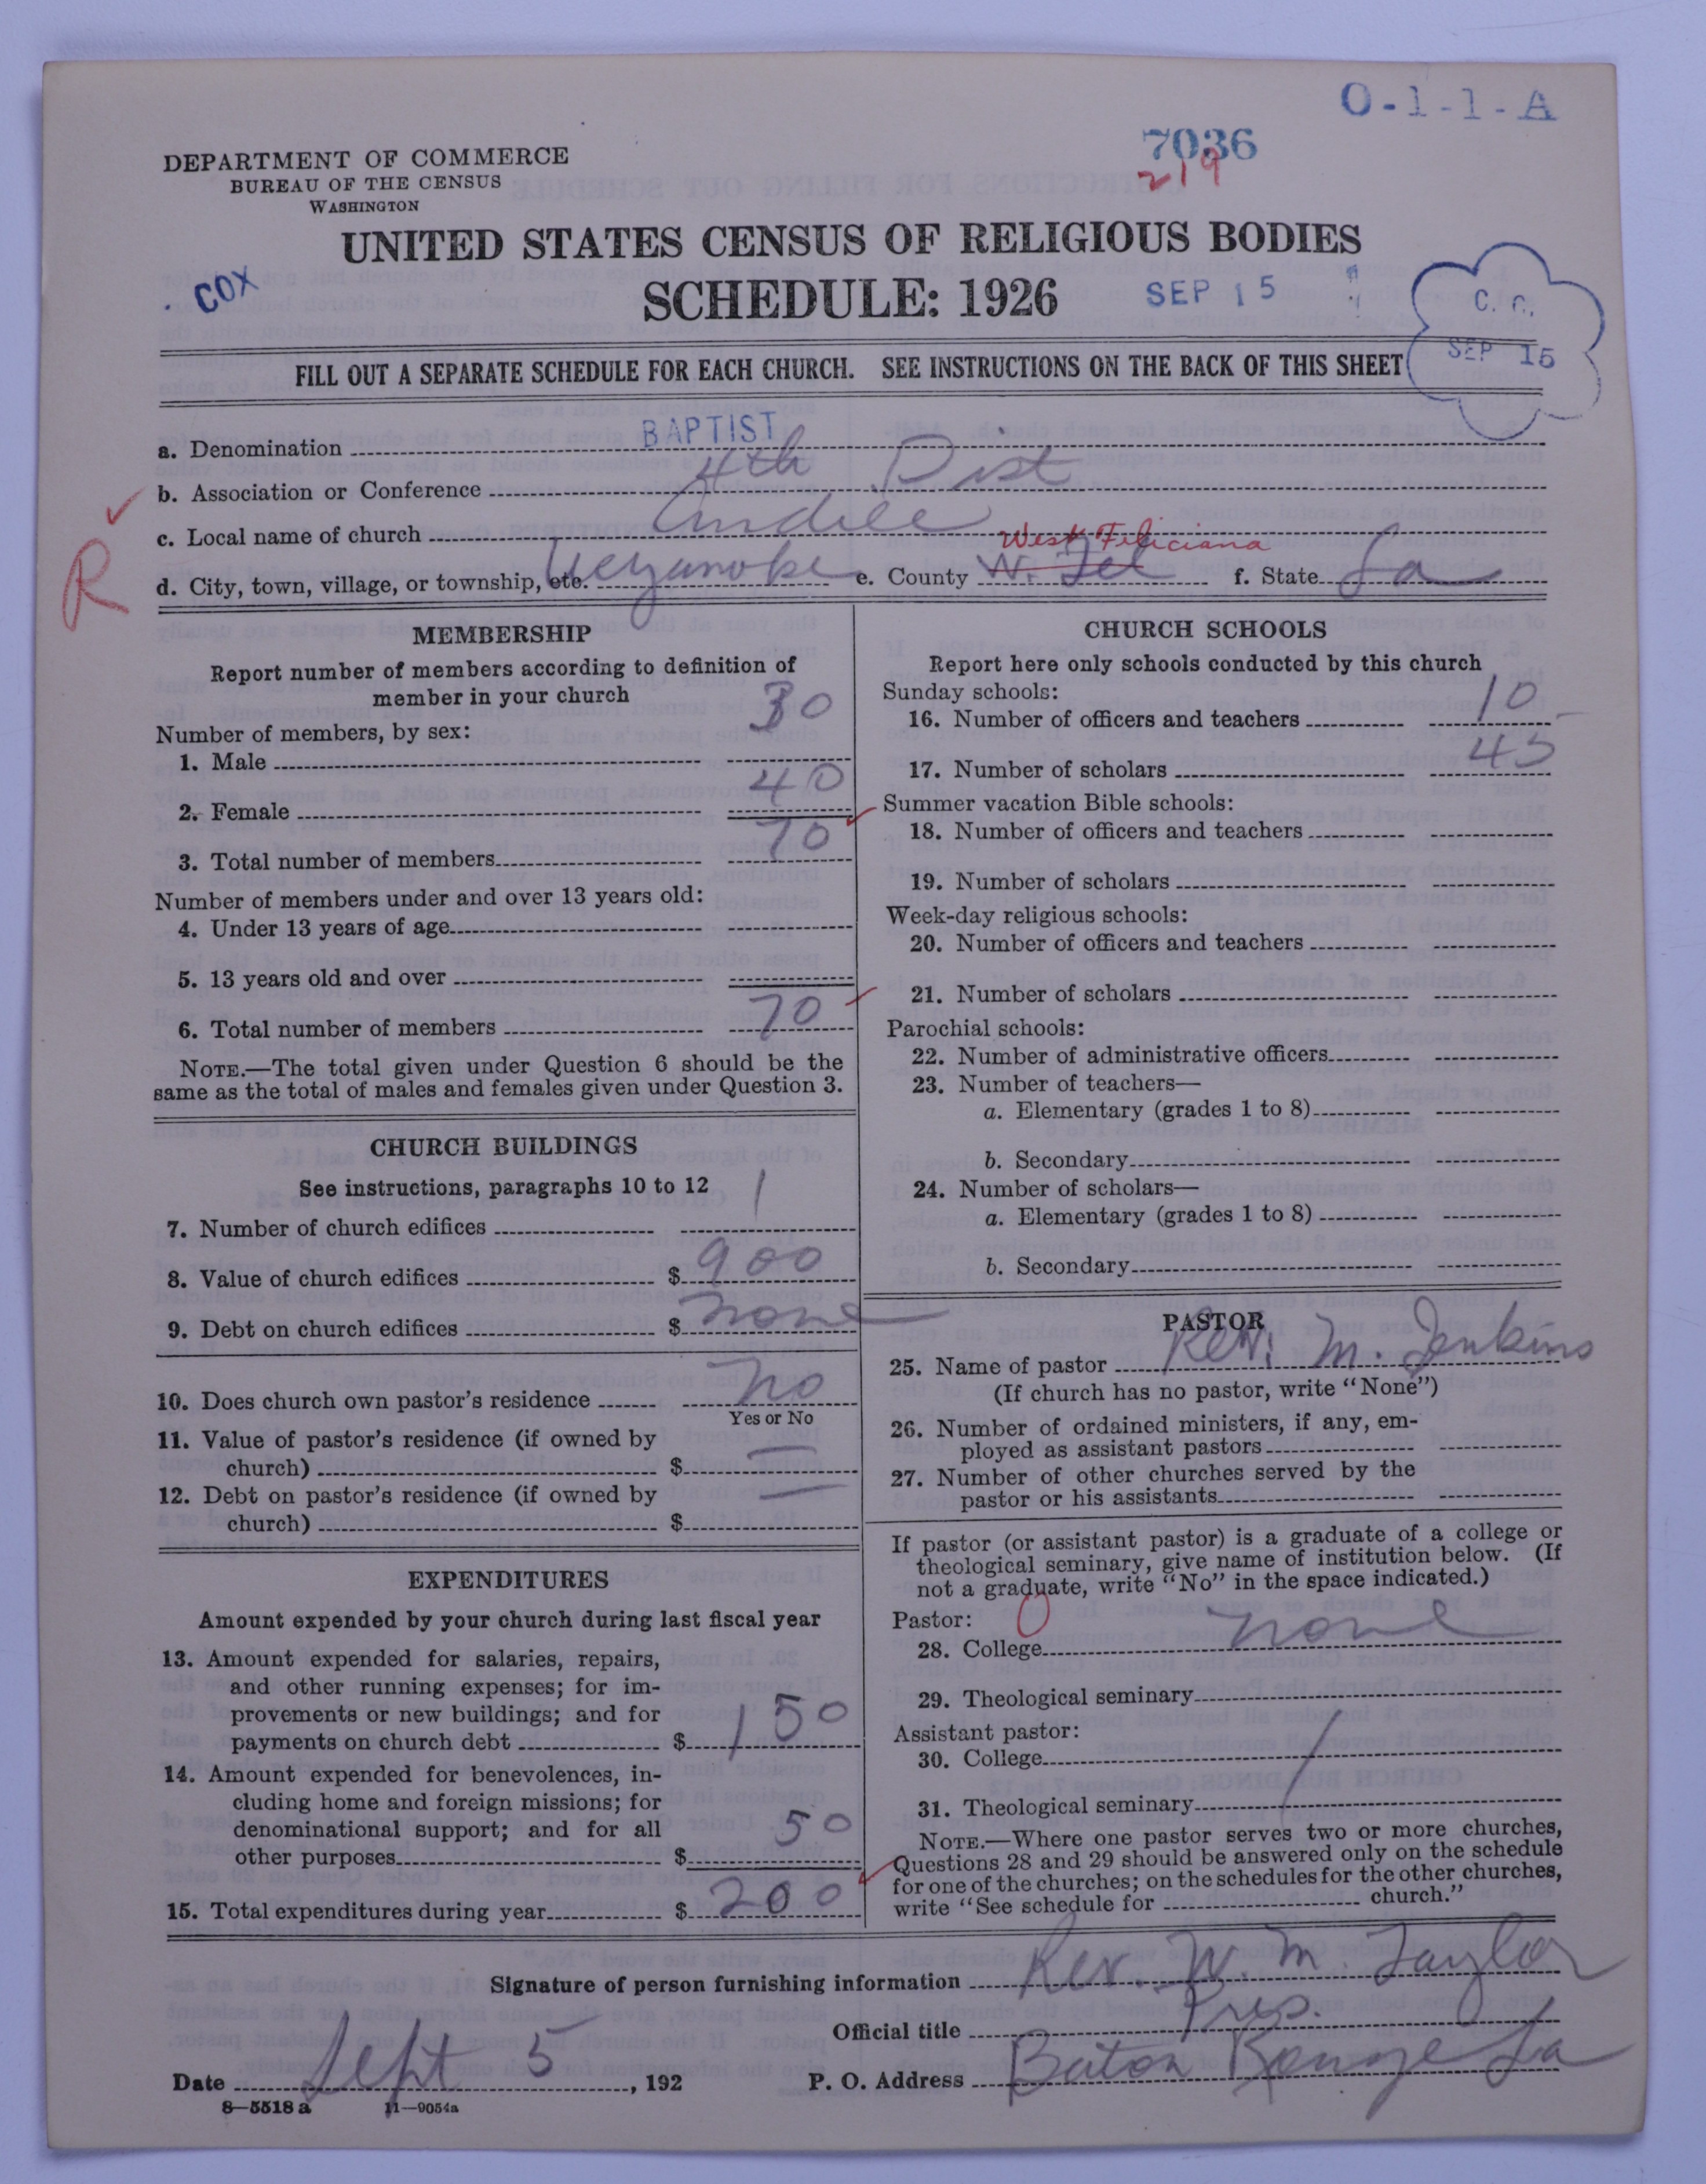 O-1-1-A
7036
219
DEPARTMENT OF COMMERCE
BUREAU OF THE CENSUS
WASHINGTON
UNITED STATES CENSUS OF RELIGIOUS BODIES
COX
SCHEDULE: 1926
SEP 15
C. C.
SEP 15
FILL OUT A SEPARATE SCHEDULE FOR EACH CHURCH. SEE INSTRUCTIONS ON THE BACK OF THIS SHEET
a. Denomination BAPTIST
b. Association or Conference 4th Dist
c. Local name of church
R
West Feliciana
d. City, town, village, or township, etc. Weyanoke e. County W. Fel f. State La
MEMBERSHIP
Report number of members according to definition of
member in your church
Number of members, by sex:
1. Male 30
2. Female 40
3. Total number of members 70
Number of members under and over 13 years old:
4. Under 13 years of age
5. 13 years old and over
6. Total number of members 70
NOTE.—The total given under Question 6 should be the
same as the total of males and females given under Question 3.
CHURCH BUILDINGS
See instructions, paragraphs 10 to 12
7. Number of church edifices 1
8. Value of church edifices $ 900
9. Debt on church edifices $ none
10. Does church own pastor's residence no
Yes or No
11. Value of pastor's residence (if owned by
church) $ —
12. Debt on pastor's residence (if owned by
church) $ —
EXPENDITURES
Amount expended by your church during last fiscal year
13. Amount expended for salaries, repairs,
and other running expenses; for im-
provements or new buildings; and for
payments on church debt $ 150
14. Amount expended for benevolences, in-
cluding home and foreign missions; for
denominational support; and for all
other purposes $ 50
15. Total expenditures during year $ 200
CHURCH SCHOOLS
Report here only schools conducted by this church
Sunday schools:
16. Number of officers and teachers 10
17. Number of scholars 45
Summer vacation Bible schools:
18. Number of officers and teachers
19. Number of scholars
Week-day religious schools:
20. Number of officers and teachers
21. Number of scholars
Parochial schools:
22. Number of administrative officers
23. Number of teachers—
a. Elementary (grades 1 to 8)
b. Secondary
24. Number of scholars—
a. Elementary (grades 1 to 8)
b. Secondary
PASTOR
25. Name of pastor Rev. M. Jenkins
(If church has no pastor, write "None")
26. Number of ordained ministers, if any, em-
ployed as assistant pastors
27. Number of other churches served by the
pastor or his assistants
If pastor (or assistant pastor) is a graduate of a college or
theological seminary, give name of institution below. (If
not a graduate, write "No" in the space indicated.)
Pastor: 0
28. College none
29. Theological seminary
Assistant pastor:
30. College
31. Theological seminary
NOTE.—Where one pastor serves two or more churches,
Questions 28 and 29 should be answered only on the schedule
for one of the churches; on the schedules for the other churches,
write "See schedule for church."
Signature of person furnishing information Rev. W. M. Taylor
Official title Pres.
Date Sept 5, 192 P. O. Address Baton Rouge La
8—5518 a 11—9054a